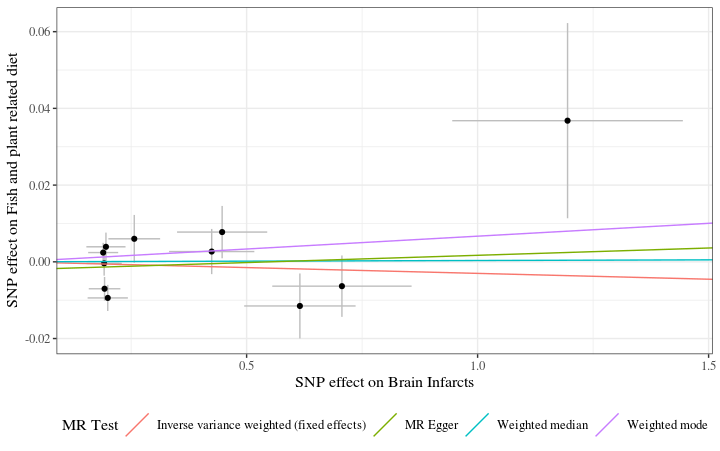 SNP effect on Fish and plant related diet
0.06
0.04
0.02
0.00
-0.02
0.5
1.0
1.5
SNP effect on Brain Infarcts
MR Test
Inverse variance weighted (fixed effects)
MR Egger
Weighted median
Weighted mode